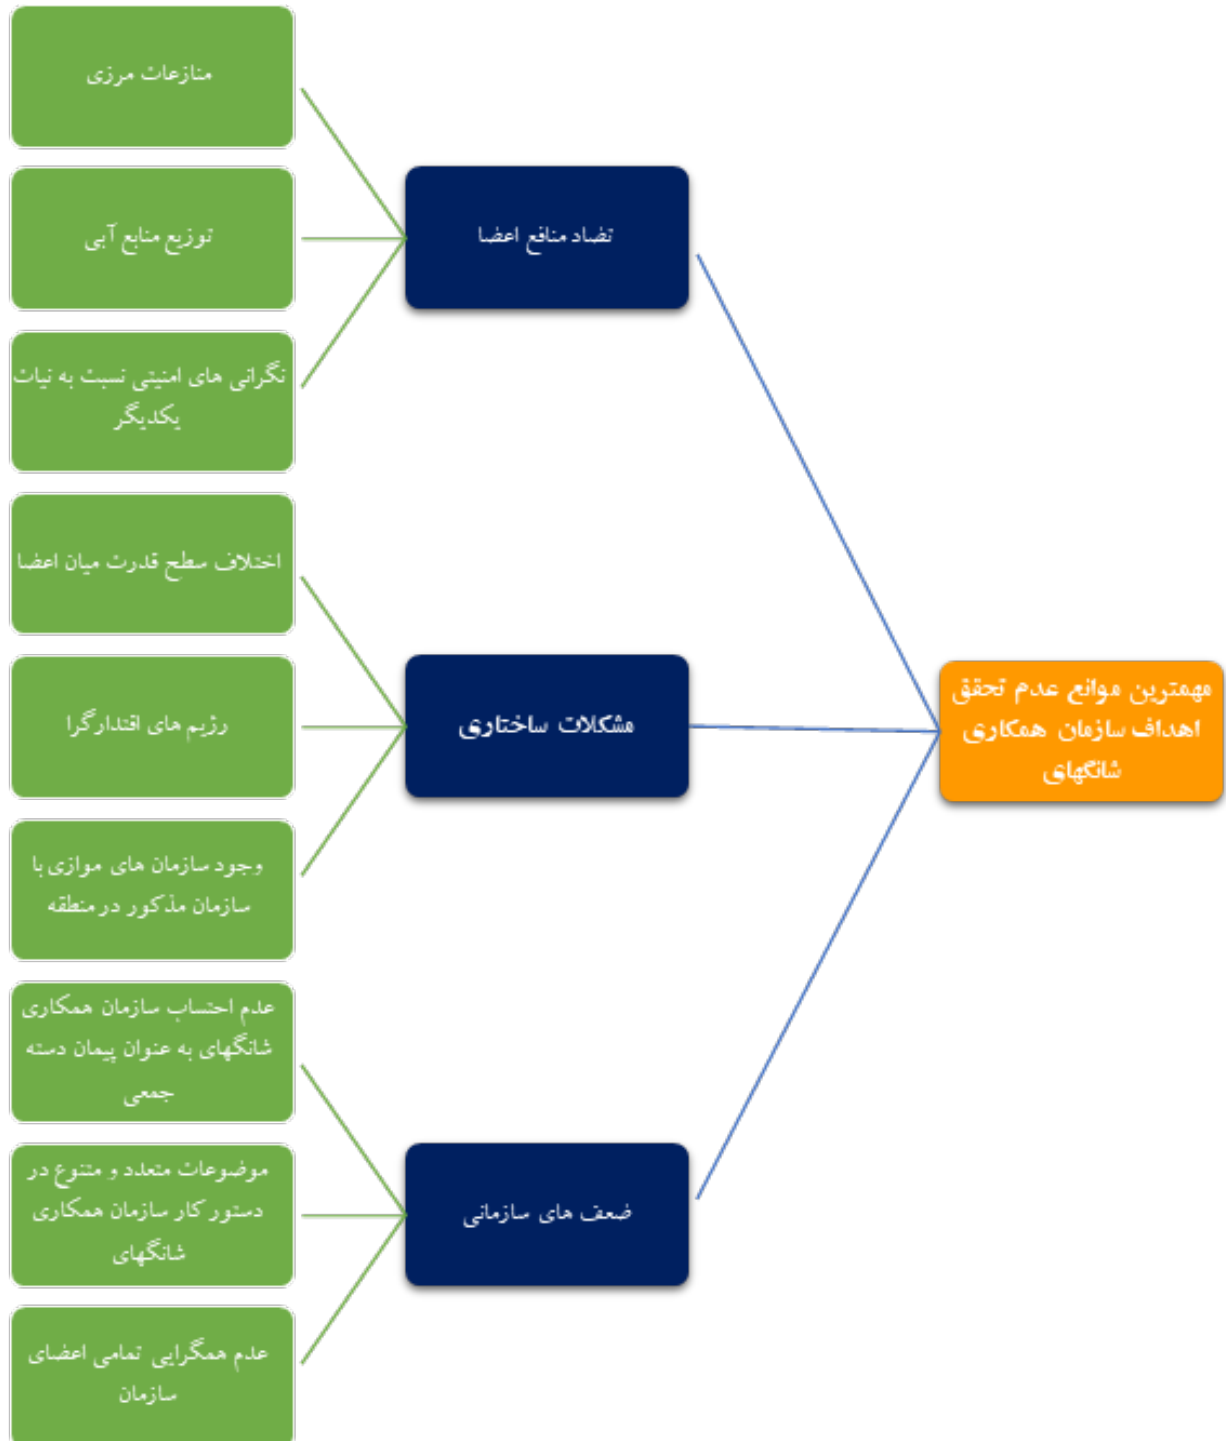 مهمترین موانع عدم تحقق
اهداف سازمان همکاری
شانگهای
تضاد منافع اعضا
منازعات مرزی
توزیع منابع آبی
نگرانی های امنیتی نسبت به نیات
یکدیگر
مشکلات ساختاری
اختلاف سطح قدرت میان اعضا
رژیم های اقتدارگرا
وجود سازمان های موازی با
سازمان مذکور در منطقه
ضعف های سازمانی
عدم احتساب سازمان همکاری
شانگهای به عنوان پیمان دسته
جمعی
موضوعات متعدد و متنوع در
دستور کار سازمان همکاری
شانگهای
عدم همگرایی تمامی اعضای
سازمان